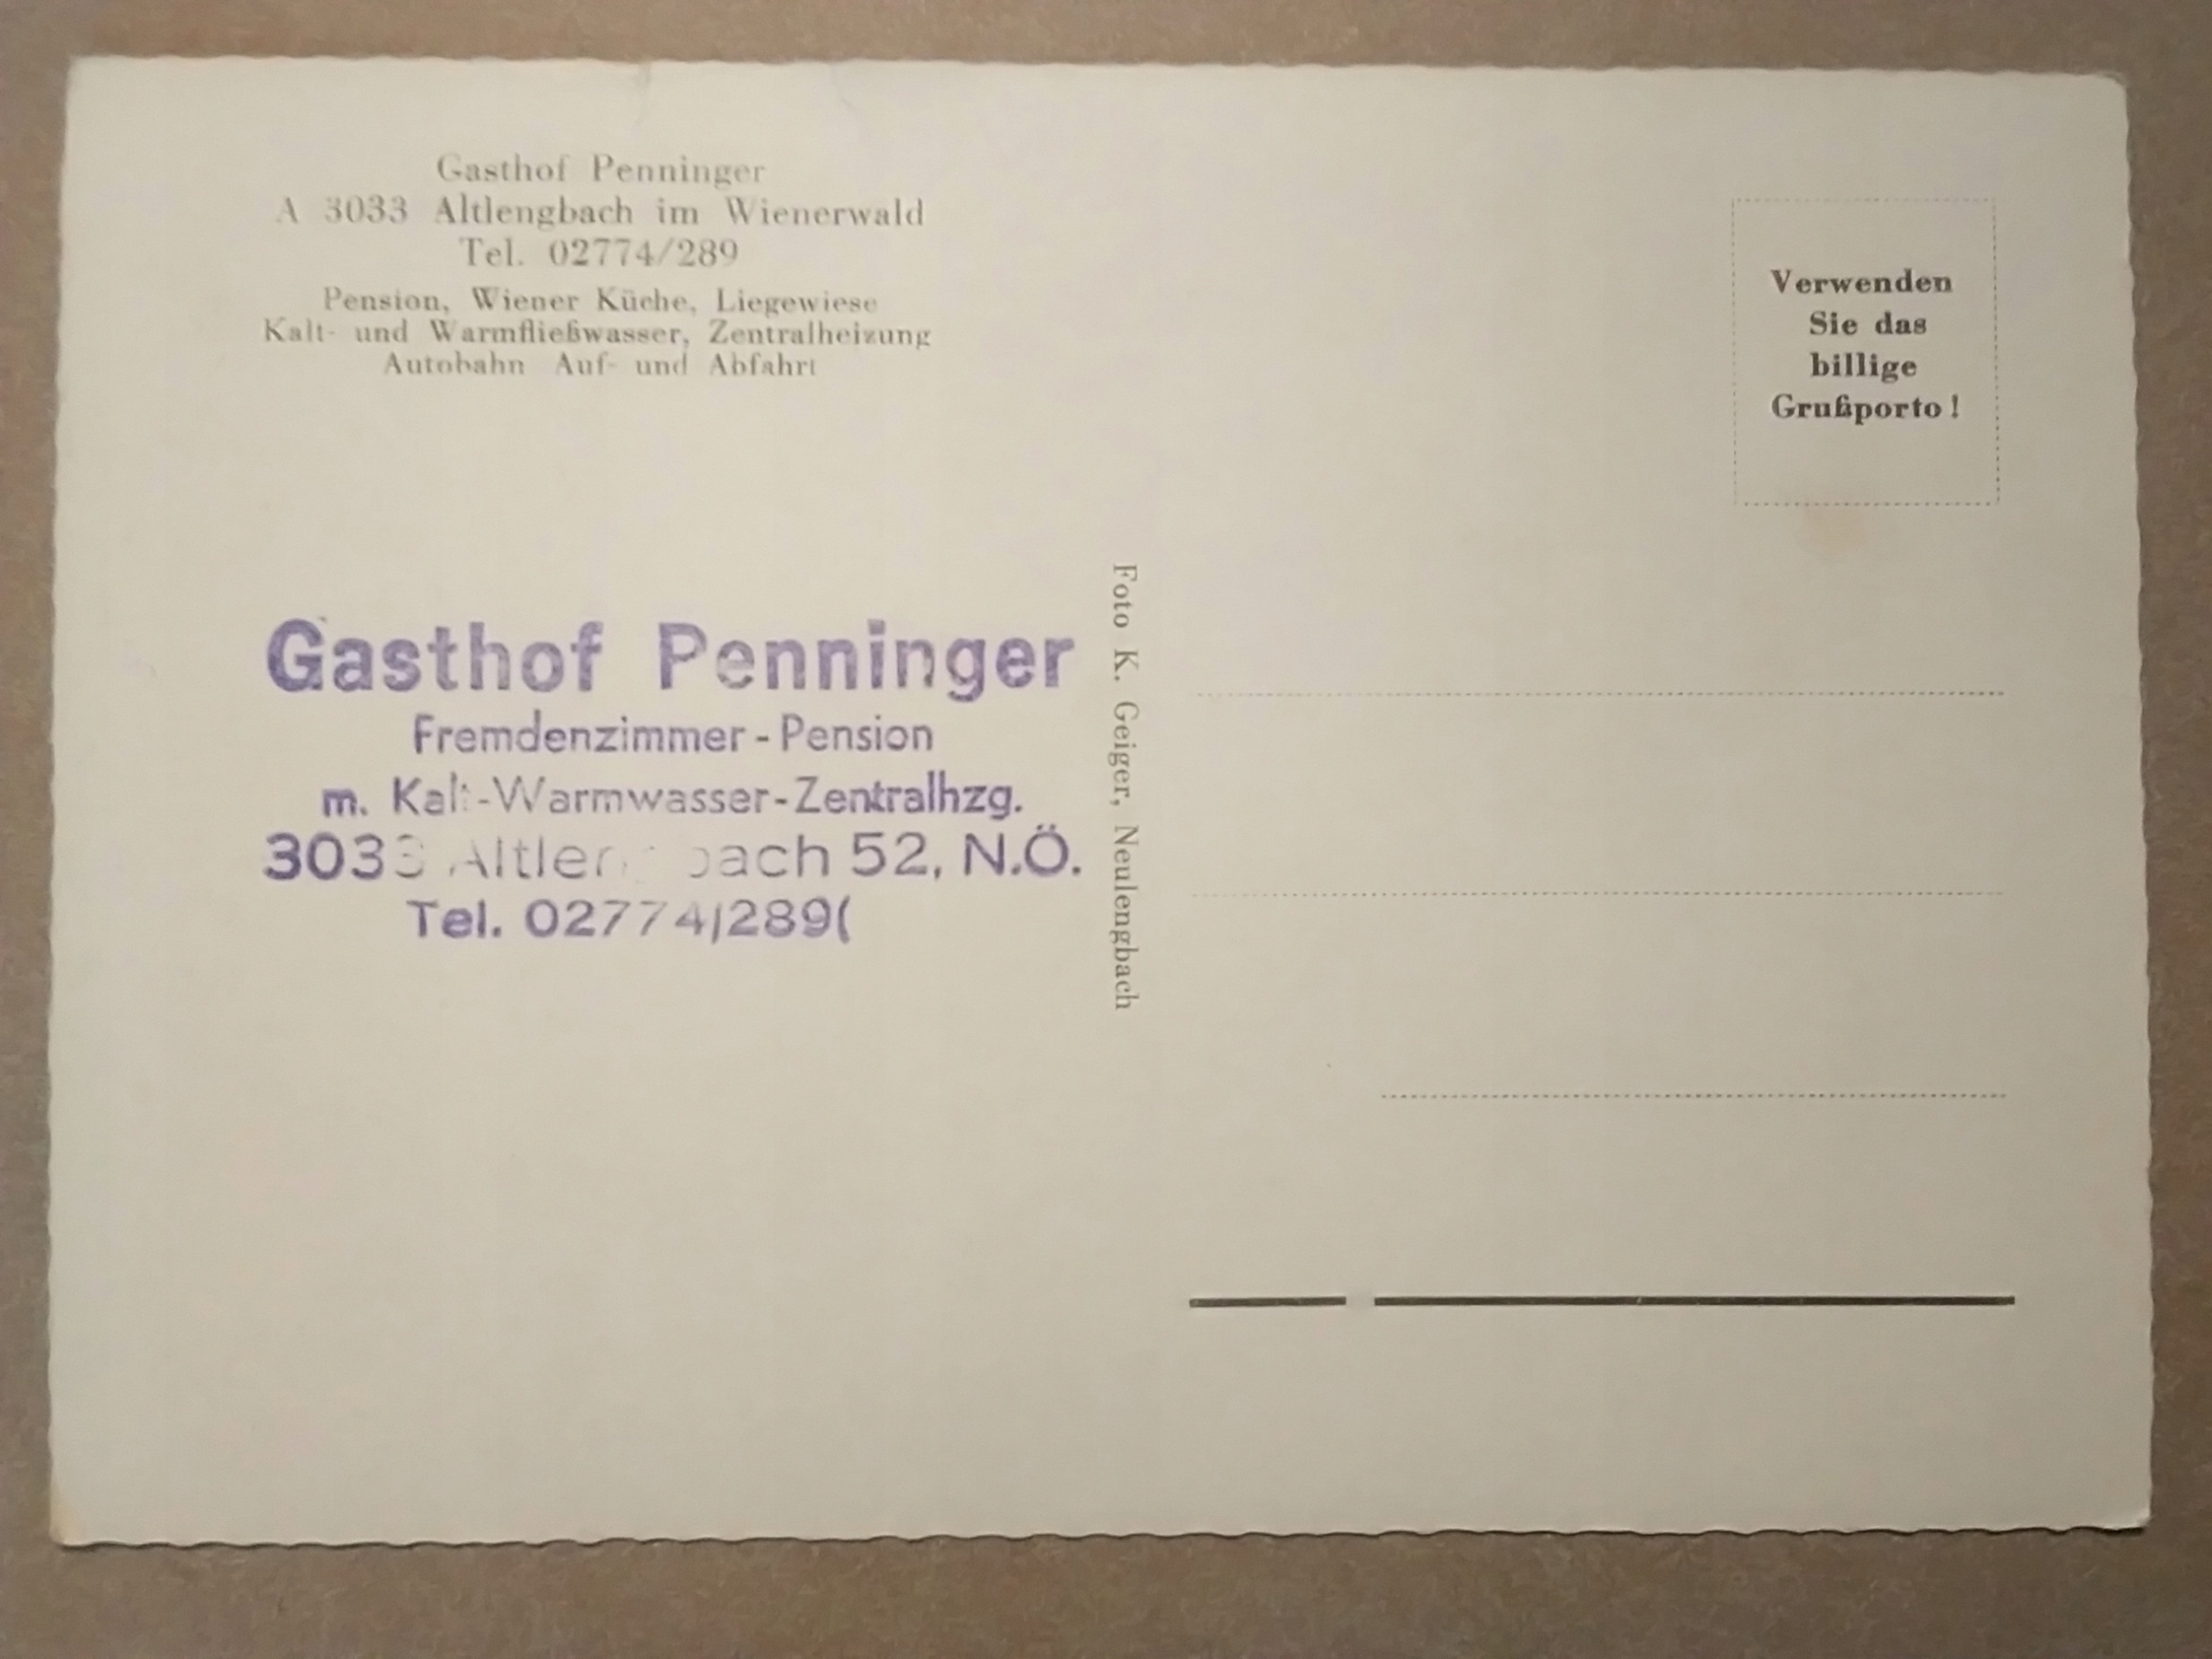 Gasthof Penninger
A 3033 Altlengbach im Wienerwald
Tel. 02774/289
Pension, Wiener Küche, Liegewiese
Kalt- und Warmfließwasser, Zentralheizung
Autobahn Auf- und Abfahrt
Verwenden
Sie das
billige
Grußporto!
Gasthof Penninger
Fremdenzimmer - Pension
m. Kalt-Warmwasser-Zentralhzg.
3033 Altlengbach 52, N.Ö.
Tel. 02774/289(
Foto K. Geiger, Neulengbach